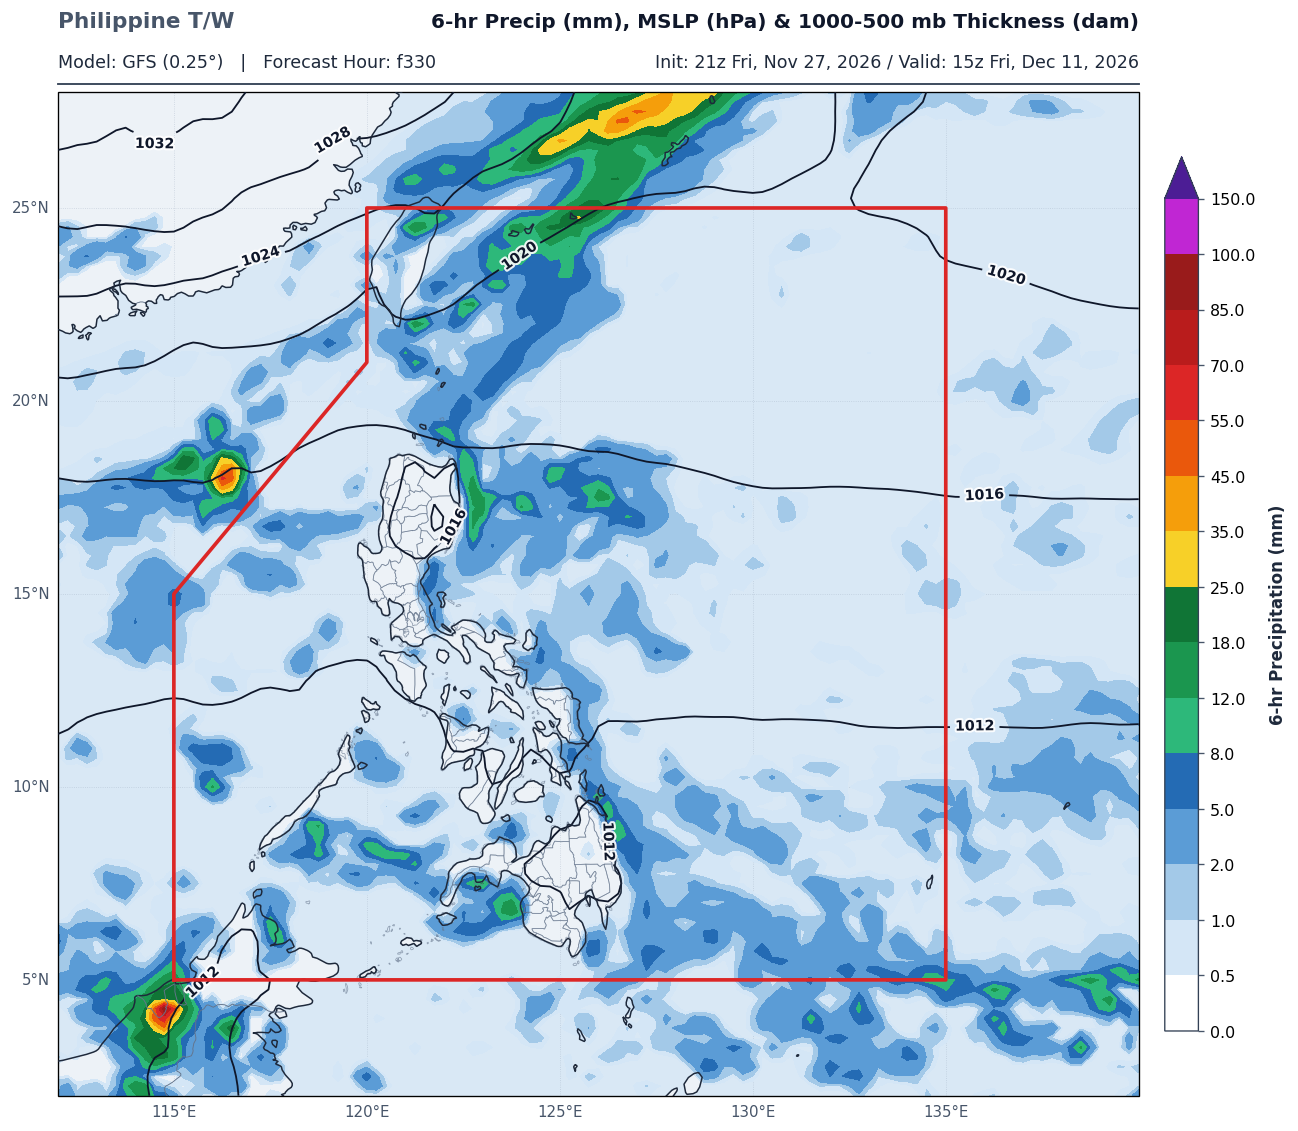 Philippine T/W
6-hr Precip (mm), MSLP (hPa) & 1000-500 mb Thickness (dam)
Model: GFS (0.25°) | Forecast Hour: f330
Init: 21z Fri, Nov 27, 2026 / Valid: 15z Fri, Dec 11, 2026
1032
1028
1024
1020
1020
1016
1016
1012
1012
1012
25°N
20°N
15°N
10°N
5°N
115°E
120°E
125°E
130°E
135°E
150.0
100.0
85.0
70.0
55.0
45.0
35.0
25.0
18.0
12.0
8.0
5.0
2.0
1.0
0.5
0.0
6-hr Precipitation (mm)